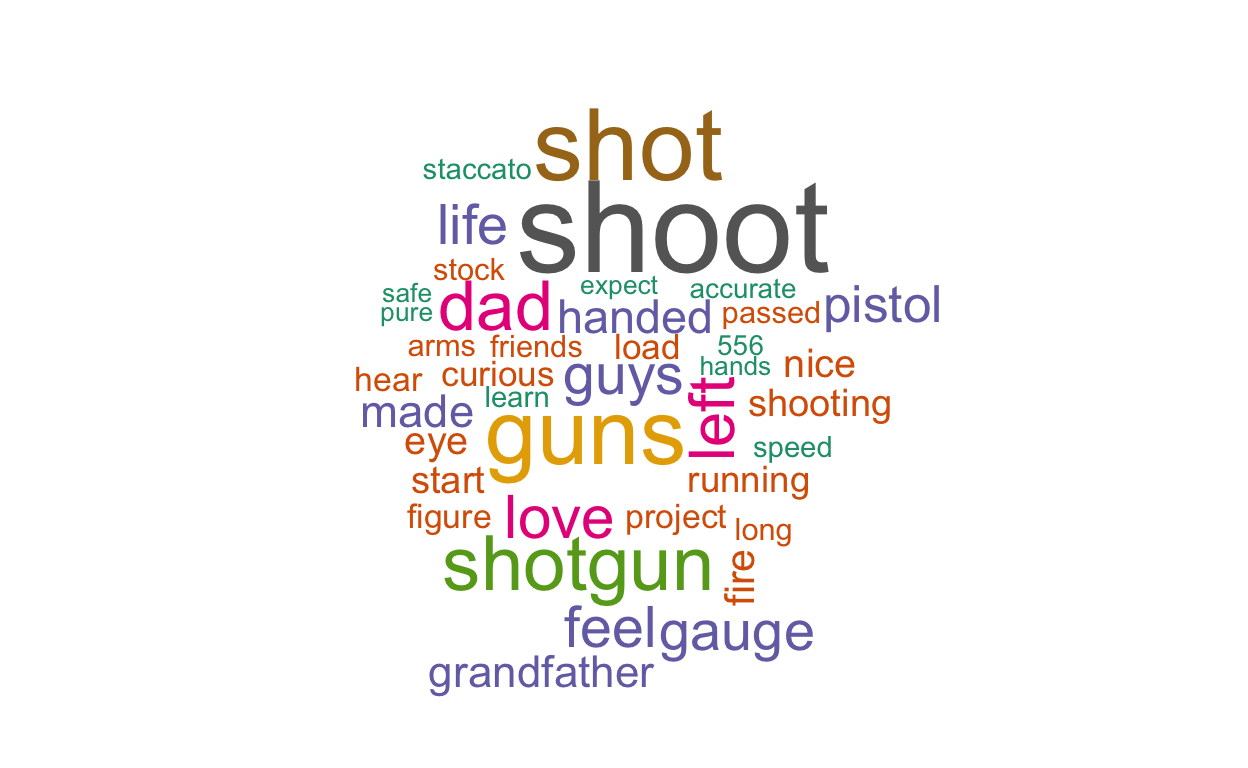 shot
staccato
shoot
life
stock
safe
pure
dad
expect
accurate
handed
passed
pistol
arms
friends
load
556
hands
nice
hear
curious
guys
learn
left
shooting
made
guns
eye
speed
start
running
figure
love
project
long
shotgun
fire
feel
gauge
grandfather